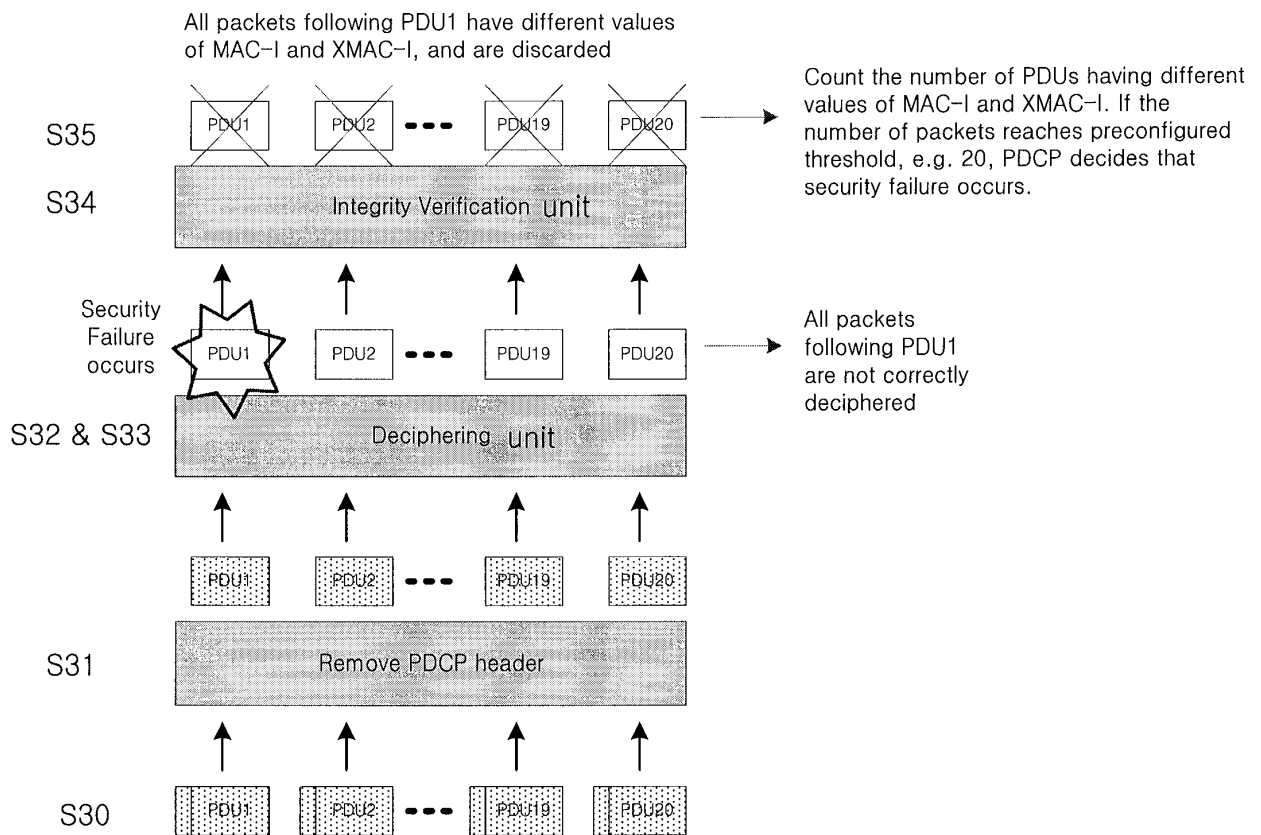 All packets following PDU1 have different values
of MAC-I and XMAC-I, and are discarded
S35
PDU1
PDU2
PDU19
PDU20
Count the number of PDUs having different
values of MAC-I and XMAC-I. If the
number of packets reaches preconfigured
threshold, e.g. 20, PDCP decides that
security failure occurs.
S34
Integrity Verification unit
Security
Failure
occurs
PDU1
PDU2
PDU19
PDU20
All packets
following PDU1
are not correctly
deciphered
S32 & S33
Deciphering unit
PDU1
PDU2
PDU19
PDU20
S31
Remove PDCP header
S30
PDU1
PDU2
PDU19
PDU20